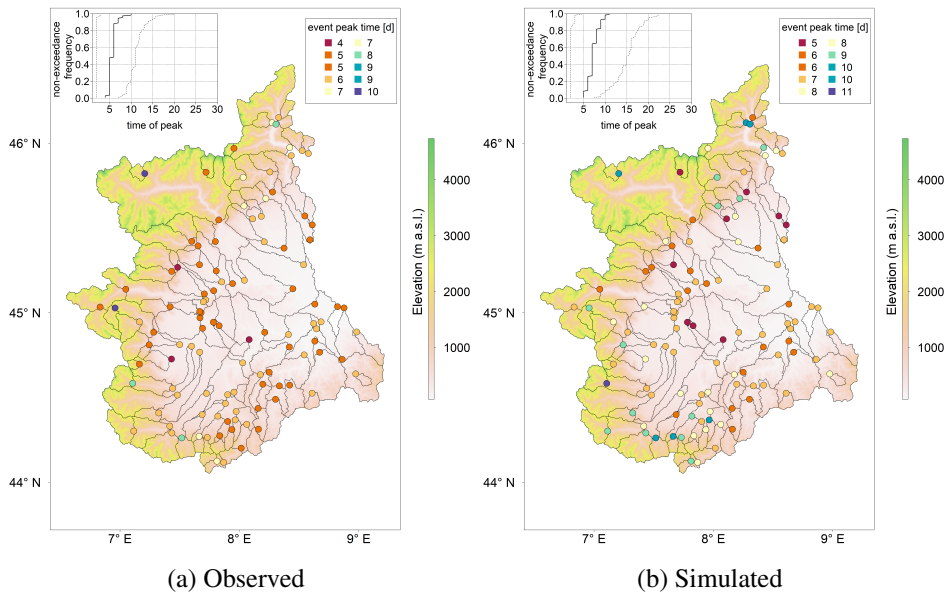 non-exceedance
frequency
1.0
0.8
0.6
0.4
0.2
0.0
5 10 15 20 25 30
time of peak
event peak time [d]
4 7
5 8
5 9
6 9
7 10
46° N
45° N
44° N
7° E 8° E 9° E
Elevation (m a.s.l.)
4000
3000
2000
1000
(a) Observed
non-exceedance
frequency
1.0
0.8
0.6
0.4
0.2
0.0
5 10 15 20 25 30
time of peak
event peak time [d]
5 8
6 9
6 10
7 10
8 11
46° N
45° N
44° N
7° E 8° E 9° E
Elevation (m a.s.l.)
4000
3000
2000
1000
(b) Simulated